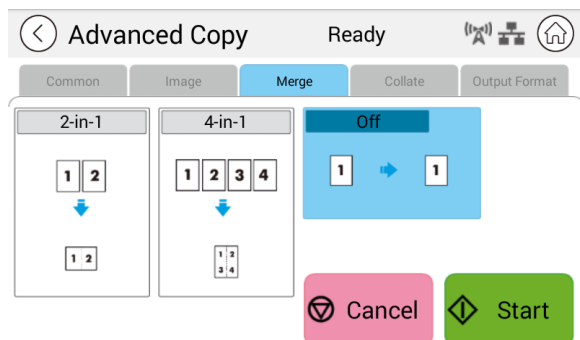 Advanced Copy Ready
Common Image Merge Collate Output Format
2-in-1 4-in-1 Off
1 2 1 2 3 4 1 1
1 2 1 2
3 4
Cancel Start